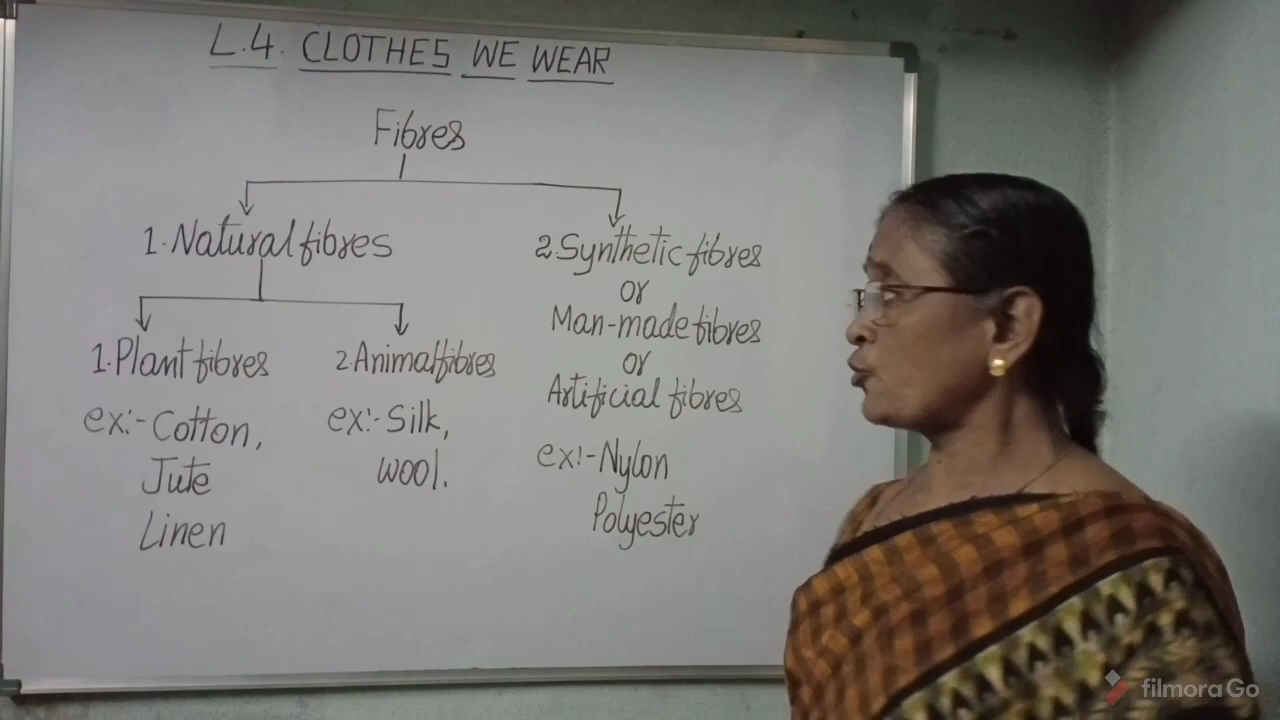 L.4. CLOTHES WE WEAR
Fibres
1. Natural fibres
2. Synthetic fibres
or
Man-made fibres
or
Artificial fibres
ex:- Nylon
Polyester
1. Plant fibres
ex:- Cotton,
Jute
Linen
2. Animal fibres
ex:- Silk,
wool.
filmora Go